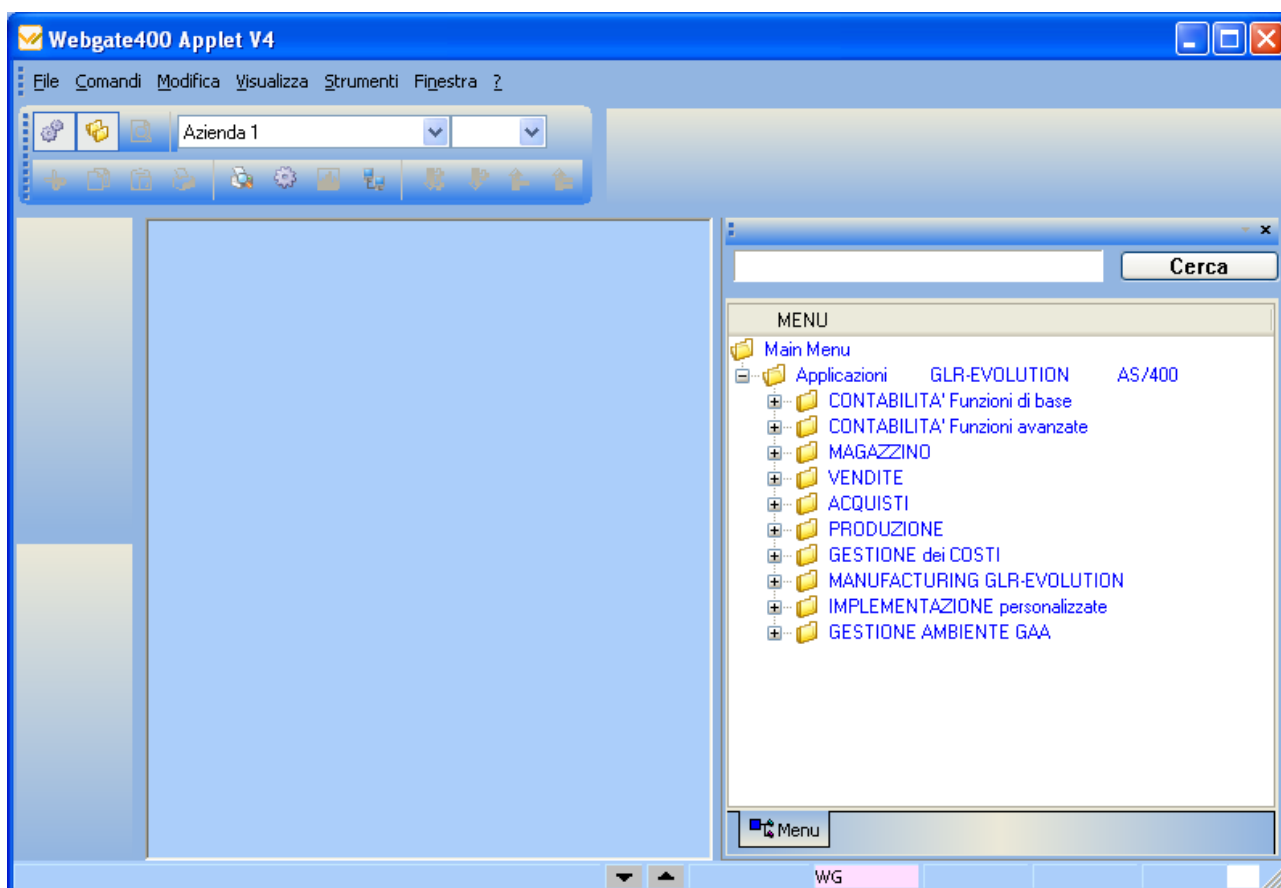 Webgate400 Applet V4
File Comandi Modifica Visualizza Strumenti Finestra ?
Azienda 1
Cerca
MENU
Main Menu
Applicazioni GLR-EVOLUTION AS/400
CONTABILITA' Funzioni di base
CONTABILITA' Funzioni avanzate
MAGAZZINO
VENDITE
ACQUISTI
PRODUZIONE
GESTIONE dei COSTI
MANUFACTURING GLR-EVOLUTION
IMPLEMENTAZIONE personalizzate
GESTIONE AMBIENTE GAA
Menu
WG